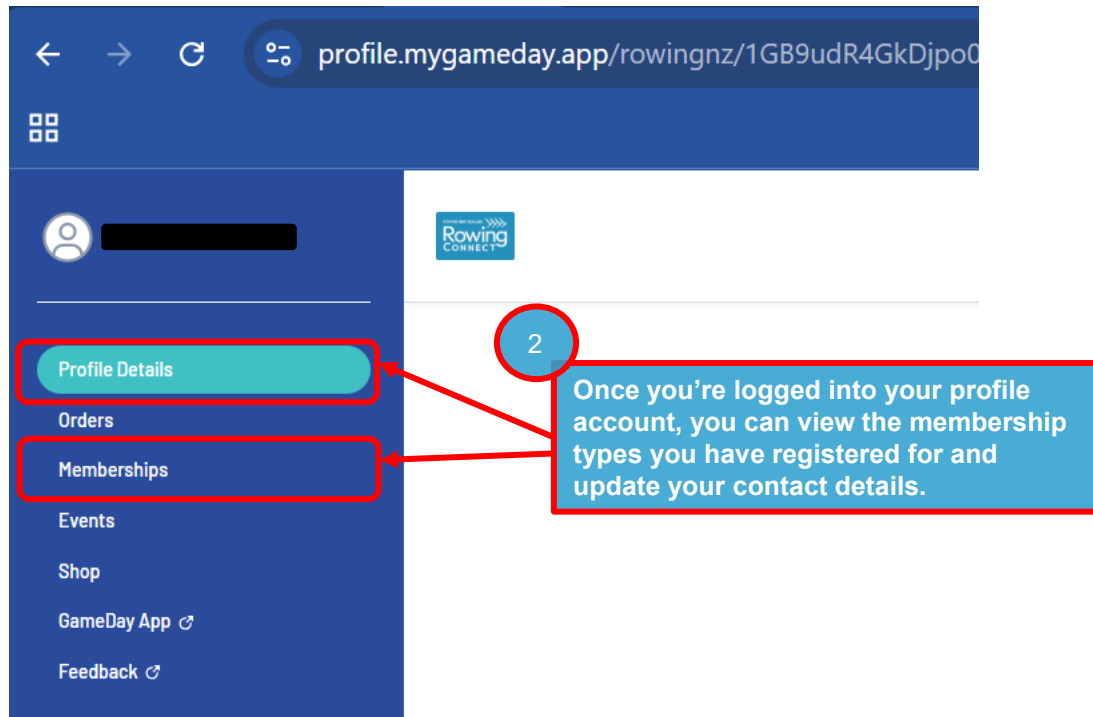 profile.mygameday.app/rowingnz/1GB9udR4GkDjpo0
Rowing
CONNECT
2
Profile Details
Once you’re logged into your profile
account, you can view the membership
types you have registered for and
update your contact details.
Orders
Memberships
Events
Shop
GameDay App
Feedback